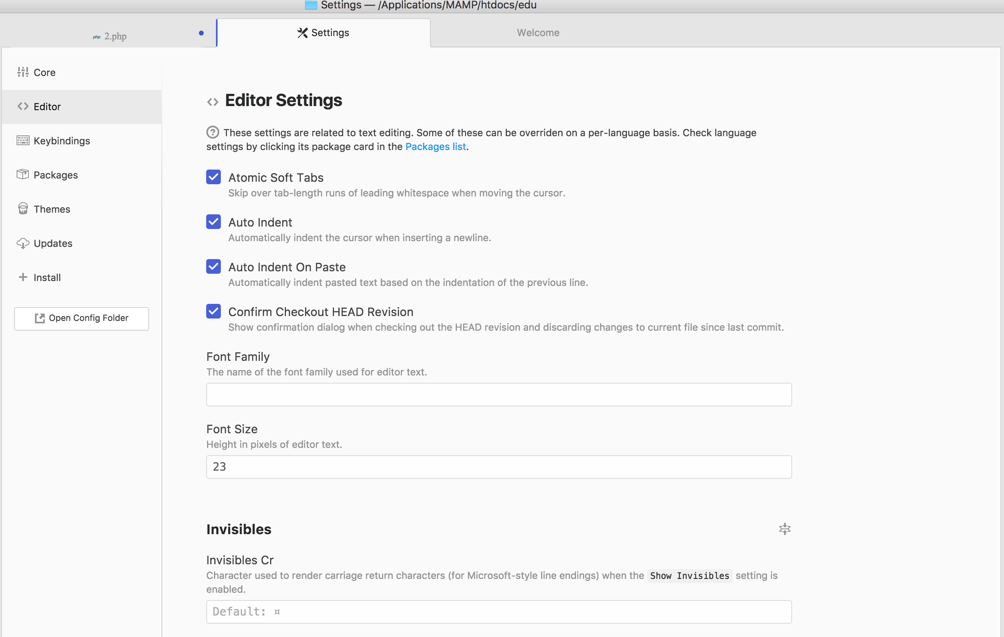 Settings — /Applications/MAMP/htdocs/edu
2.php
Settings
Welcome
Core
Editor
Keybindings
Packages
Themes
Updates
Install
Open Config Folder
Editor Settings
These settings are related to text editing. Some of these can be overriden on a per-language basis. Check language
settings by clicking its package card in the Packages list.
Atomic Soft Tabs
Skip over tab-length runs of leading whitespace when moving the cursor.
Auto Indent
Automatically indent the cursor when inserting a newline.
Auto Indent On Paste
Automatically indent pasted text based on the indentation of the previous line.
Confirm Checkout HEAD Revision
Show confirmation dialog when checking out the HEAD revision and discarding changes to current file since last commit.
Font Family
The name of the font family used for editor text.
Font Size
Height in pixels of editor text.
23
Invisibles
Invisibles Cr
Character used to render carriage return characters (for Microsoft-style line endings) when the Show Invisibles setting is
enabled.
Default: ¤